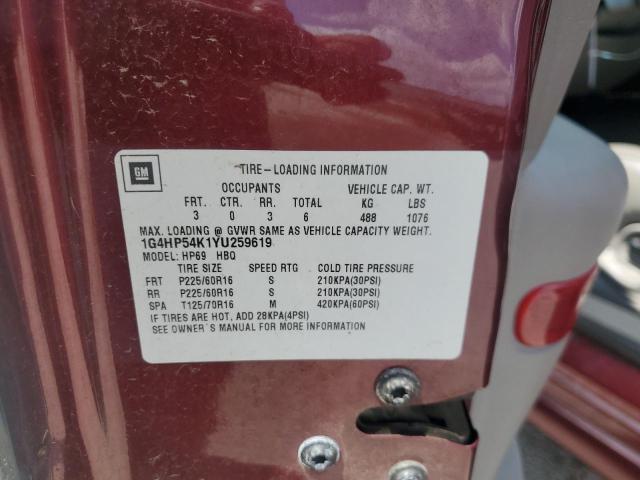 GM
TIRE-LOADING INFORMATION
OCCUPANTS VEHICLE CAP. WT.
FRT. CTR. RR. TOTAL KG LBS
3 0 3 6 488 1076
MAX. LOADING @ GVWR SAME AS VEHICLE CAPACITY WEIGHT.
1G4HP54K1YU259619
MODEL: HP69 HBQ
TIRE SIZE SPEED RTG COLD TIRE PRESSURE
FRT P225/60R16 S 210KPA(30PSI)
RR P225/60R16 S 210KPA(30PSI)
SPA T125/70R16 M 420KPA(60PSI)
IF TIRES ARE HOT, ADD 28KPA(4PSI)
SEE OWNER'S MANUAL FOR MORE INFORMATION